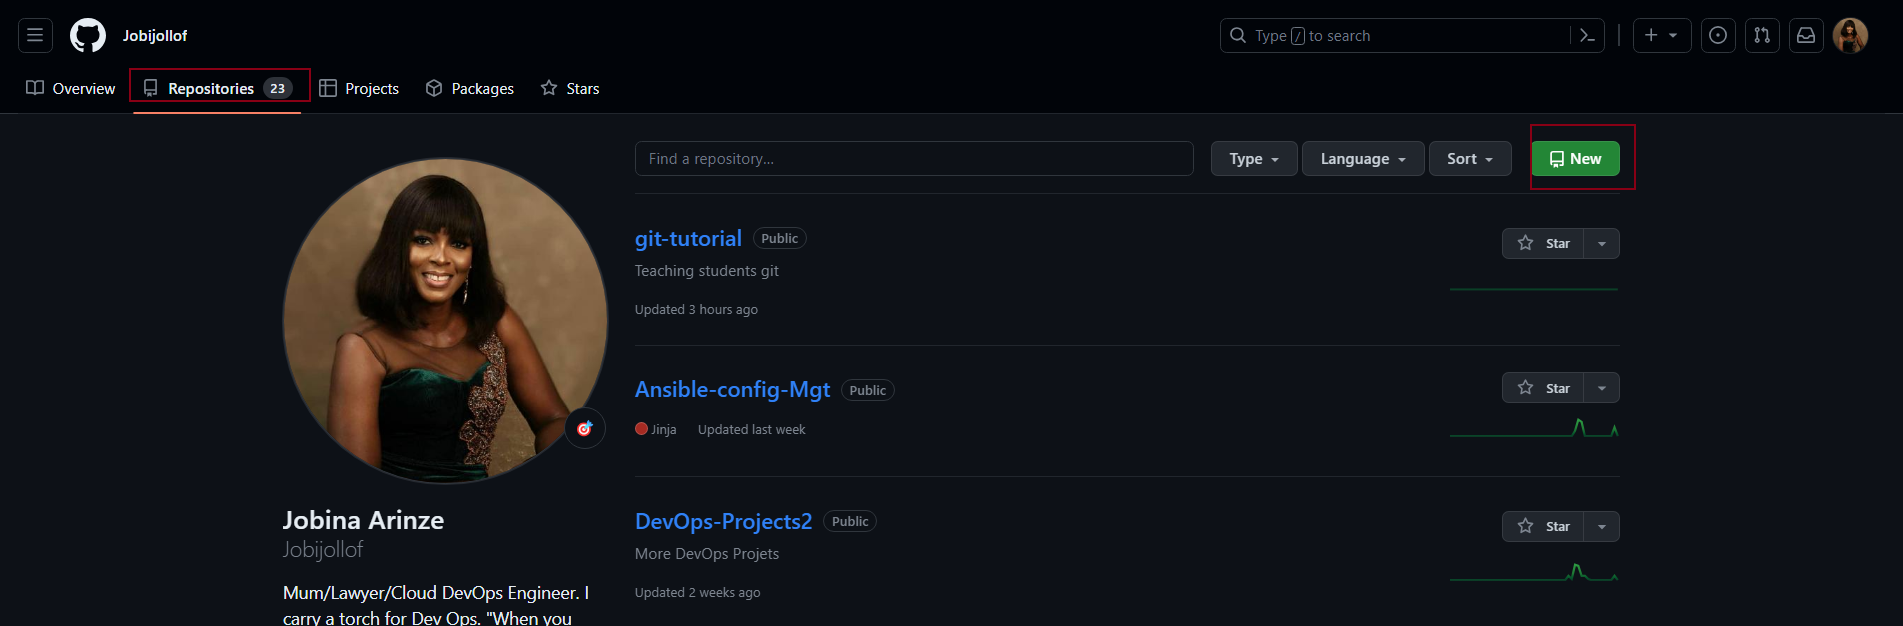 Jobijollof
Type / to search
Overview
Repositories 23
Projects
Packages
Stars
Find a repository...
Type
Language
Sort
New
git-tutorial Public
Star
Teaching students git
Updated 3 hours ago
Ansible-config-Mgt Public
Star
Jinja Updated last week
DevOps-Projects2 Public
Star
More DevOps Projets
Updated 2 weeks ago
Jobina Arinze
Jobijollof
Mum/Lawyer/Cloud DevOps Engineer. I
carry a torch for Dev Ops. "When you